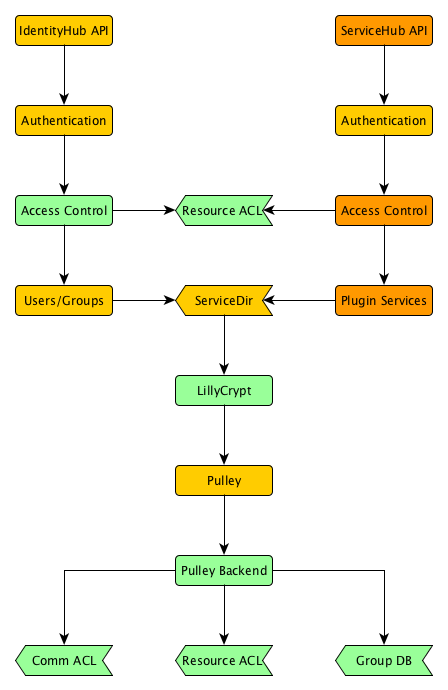 IdentityHub API
ServiceHub API
Authentication
Authentication
Access Control
Resource ACL
Access Control
Users/Groups
ServiceDir
Plugin Services
LillyCrypt
Pulley
Pulley Backend
Comm ACL
Resource ACL
Group DB